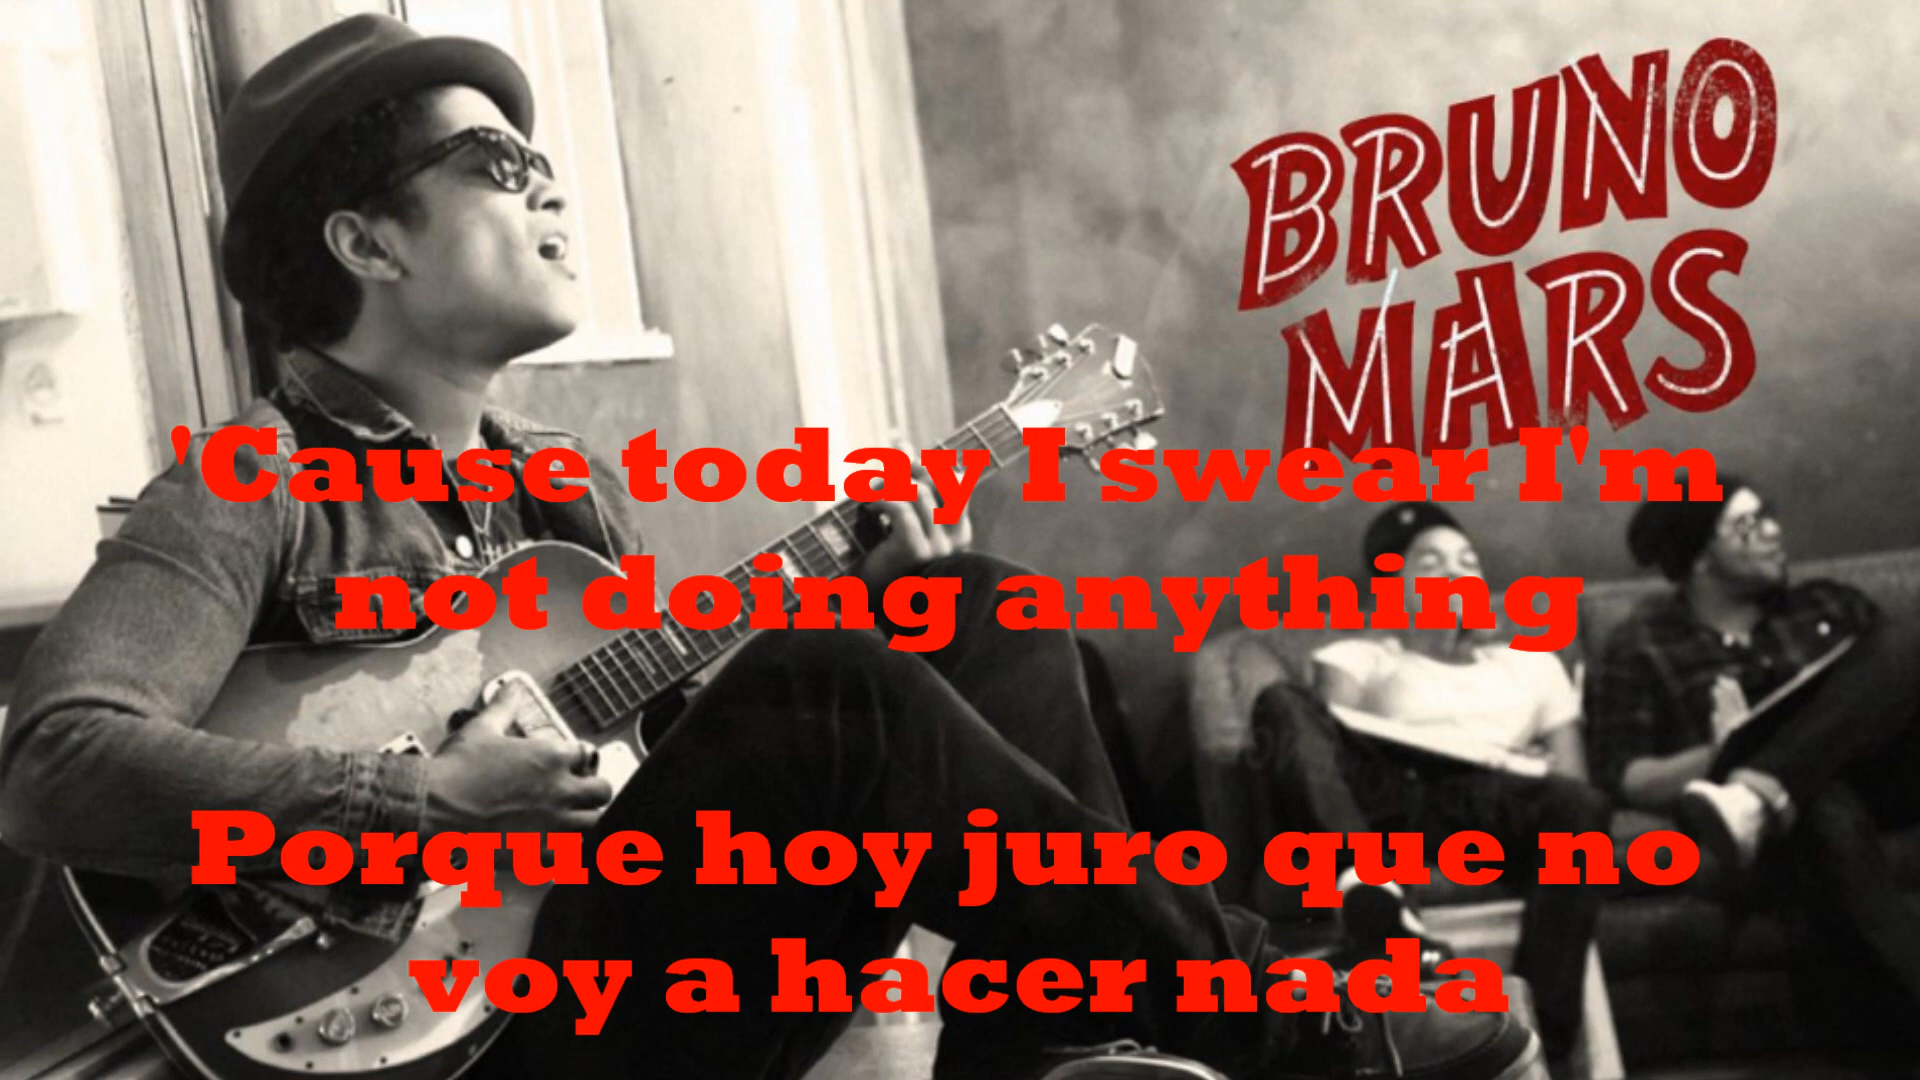 BRUNO
MARS
'Cause today I swear I'm
not doing anything
Porque hoy juro que no
voy a hacer nada